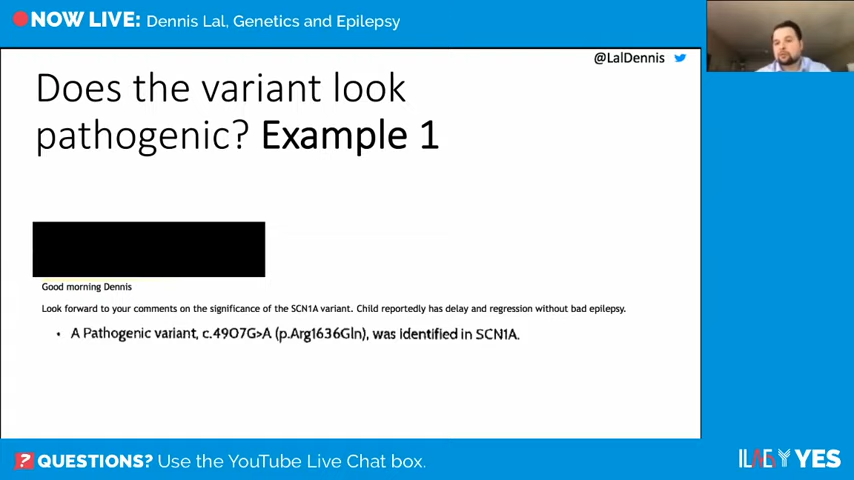 NOW LIVE: Dennis Lal, Genetics and Epilepsy
@LalDennis
Does the variant look
pathogenic? Example 1
Good morning Dennis
Look forward to your comments on the significance of the SCN1A variant. Child reportedly has delay and regression without bad epilepsy.
• A Pathogenic variant, c.4907G>A (p.Arg1636Gln), was identified in SCN1A.
? QUESTIONS? Use the YouTube Live Chat box.
ILAE YES